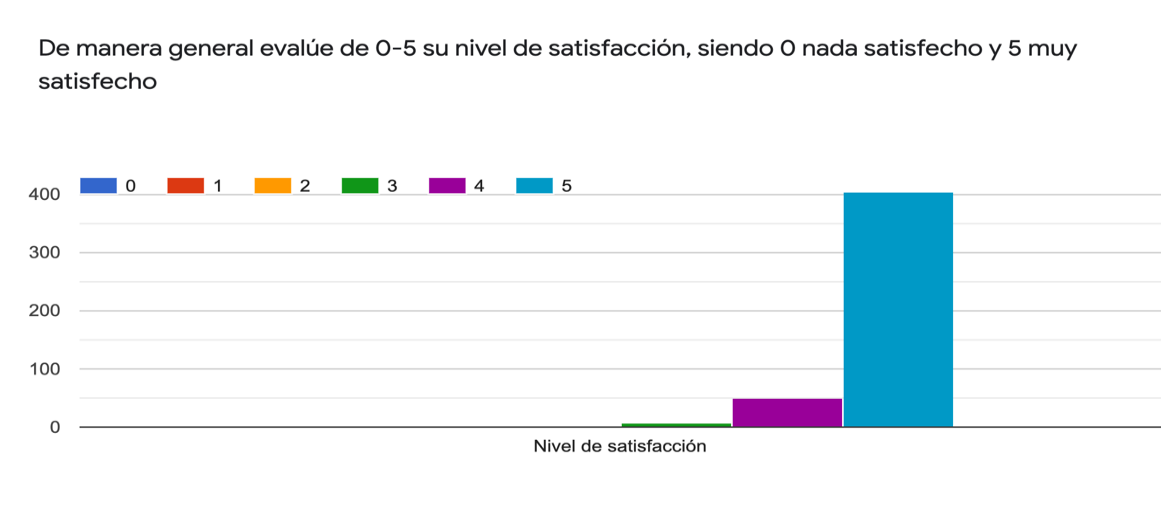 De manera general evalúe de 0-5 su nivel de satisfacción, siendo 0 nada satisfecho y 5 muy
satisfecho
0 1 2 3 4 5
400
300
200
100
0
Nivel de satisfacción